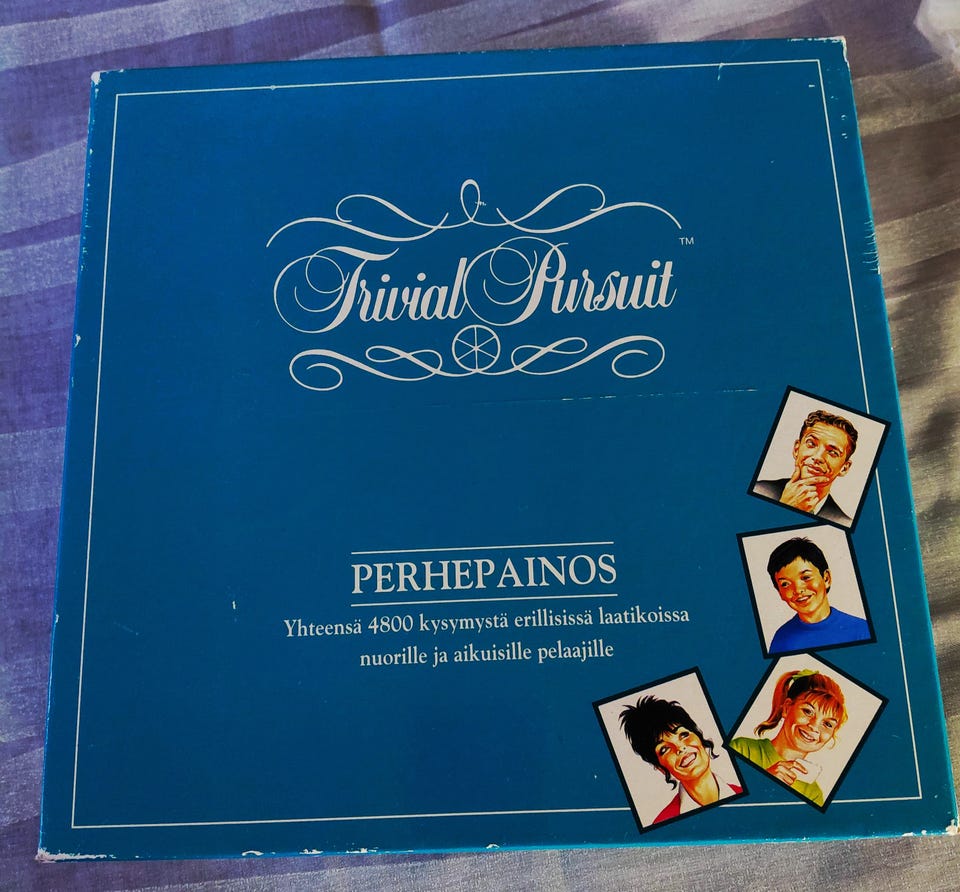 Trivial Pursuit™
PERHEPAINOS
Yhteensä 4800 kysymystä erillisissä laatikoissa
nuorille ja aikuisille pelaajille